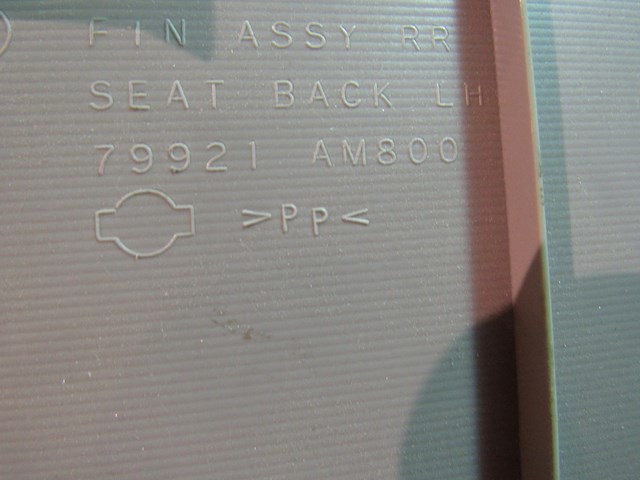 FIN ASSY RR
SEAT BACK LH
79921 AM800
>PP<